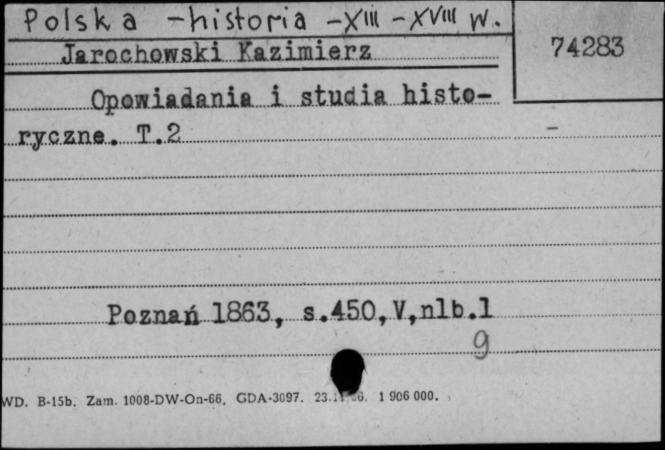 Polska - historia - XIII - XVIII w.
Jarochowski Kazimierz
74283
Opowiadania i studia histo-
ryczne. T.2
Poznań 1863, s.450,V,nlb.1
9
WD. B-15b. Zam. 1008-DW-On-66. GDA-3097. 1 906 000.